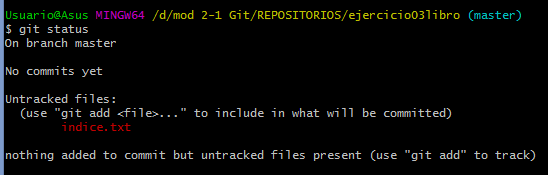 Usuario@Asus MINGW64 /d/mod 2-1 Git/REPOSITORIOS/ejercicio03libro (master)
$ git status
On branch master
No commits yet
Untracked files:
(use "git add <file>..." to include in what will be committed)
indice.txt
nothing added to commit but untracked files present (use "git add" to track)